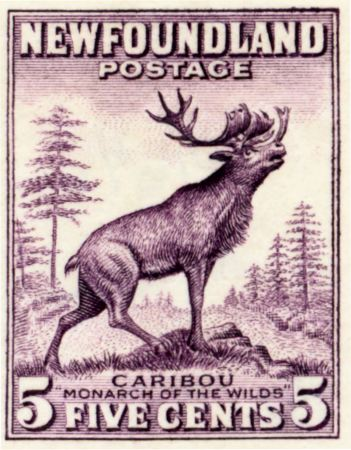 NEWFOUNDLAND
POSTAGE
CARIBOU
"MONARCH OF THE WILDS"
5 FIVE CENTS 5